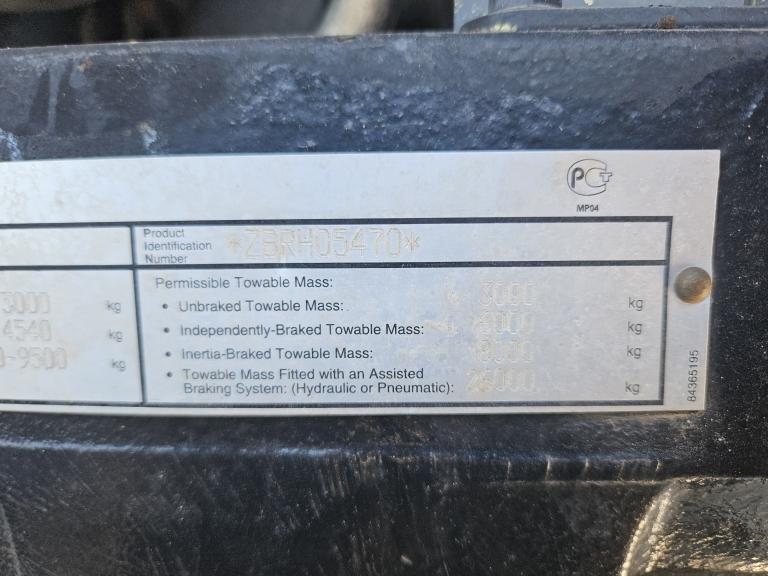 PCT
MP04
Product
Identification
Number
*ZBRH05470*
Permissible Towable Mass:
3000 kg
• Unbraked Towable Mass: 3000 kg
4540 kg
• Independently-Braked Towable Mass: 6000 kg
0-9500 kg
• Inertia-Braked Towable Mass: 8000 kg
• Towable Mass Fitted with an Assisted
Braking System: (Hydraulic or Pneumatic): kg
84365195